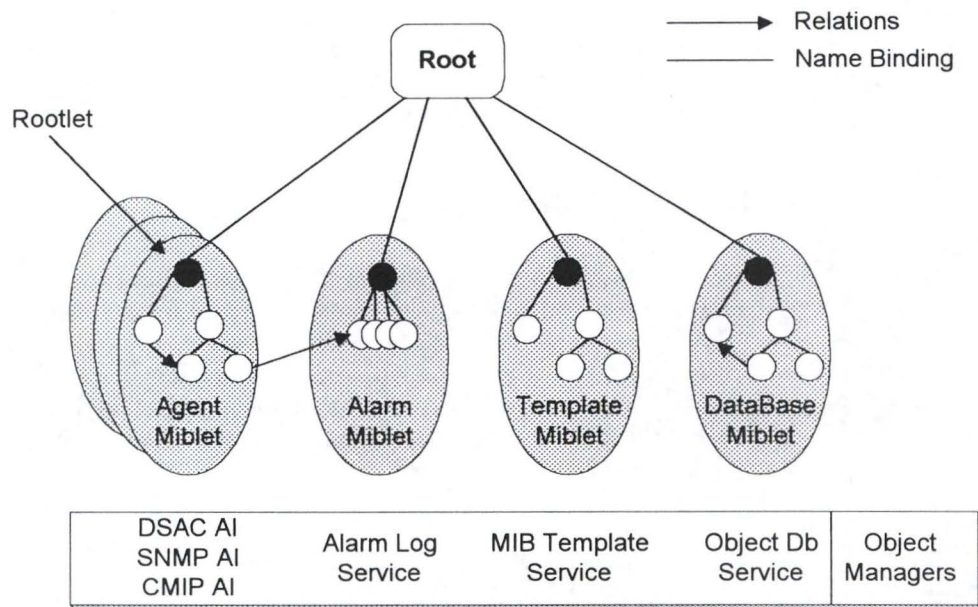 Relations
Name Binding
Root
Rootlet
Agent
Miblet
Alarm
Miblet
Template
Miblet
DataBase
Miblet
DSAC AI
SNMP AI
CMIP AI
Alarm Log
Service
MIB Template
Service
Object Db
Service
Object
Managers